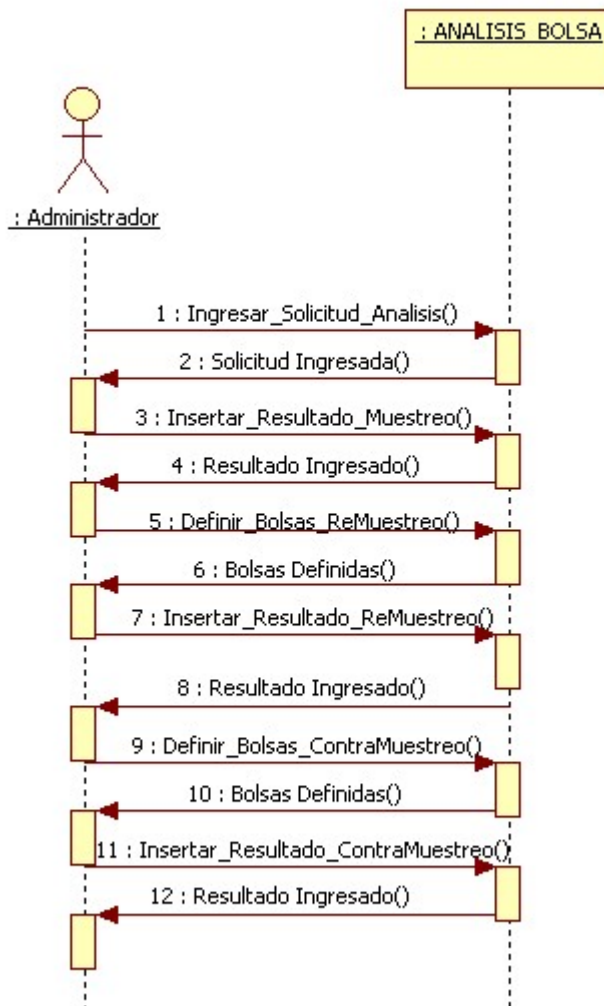 : ANALISIS_BOLSA
: Administrador
1 : Ingresar_Solicitud_Analisis()
2 : Solicitud Ingresada()
3 : Insertar_Resultado_Muestreo()
4 : Resultado Ingresado()
5 : Definir_Bolsas_ReMuestreo()
6 : Bolsas Definidas()
7 : Insertar_Resultado_ReMuestreo()
8 : Resultado Ingresado()
9 : Definir_Bolsas_ContraMuestreo()
10 : Bolsas Definidas()
11 : Insertar_Resultado_ContraMuestreo()
12 : Resultado Ingresado()